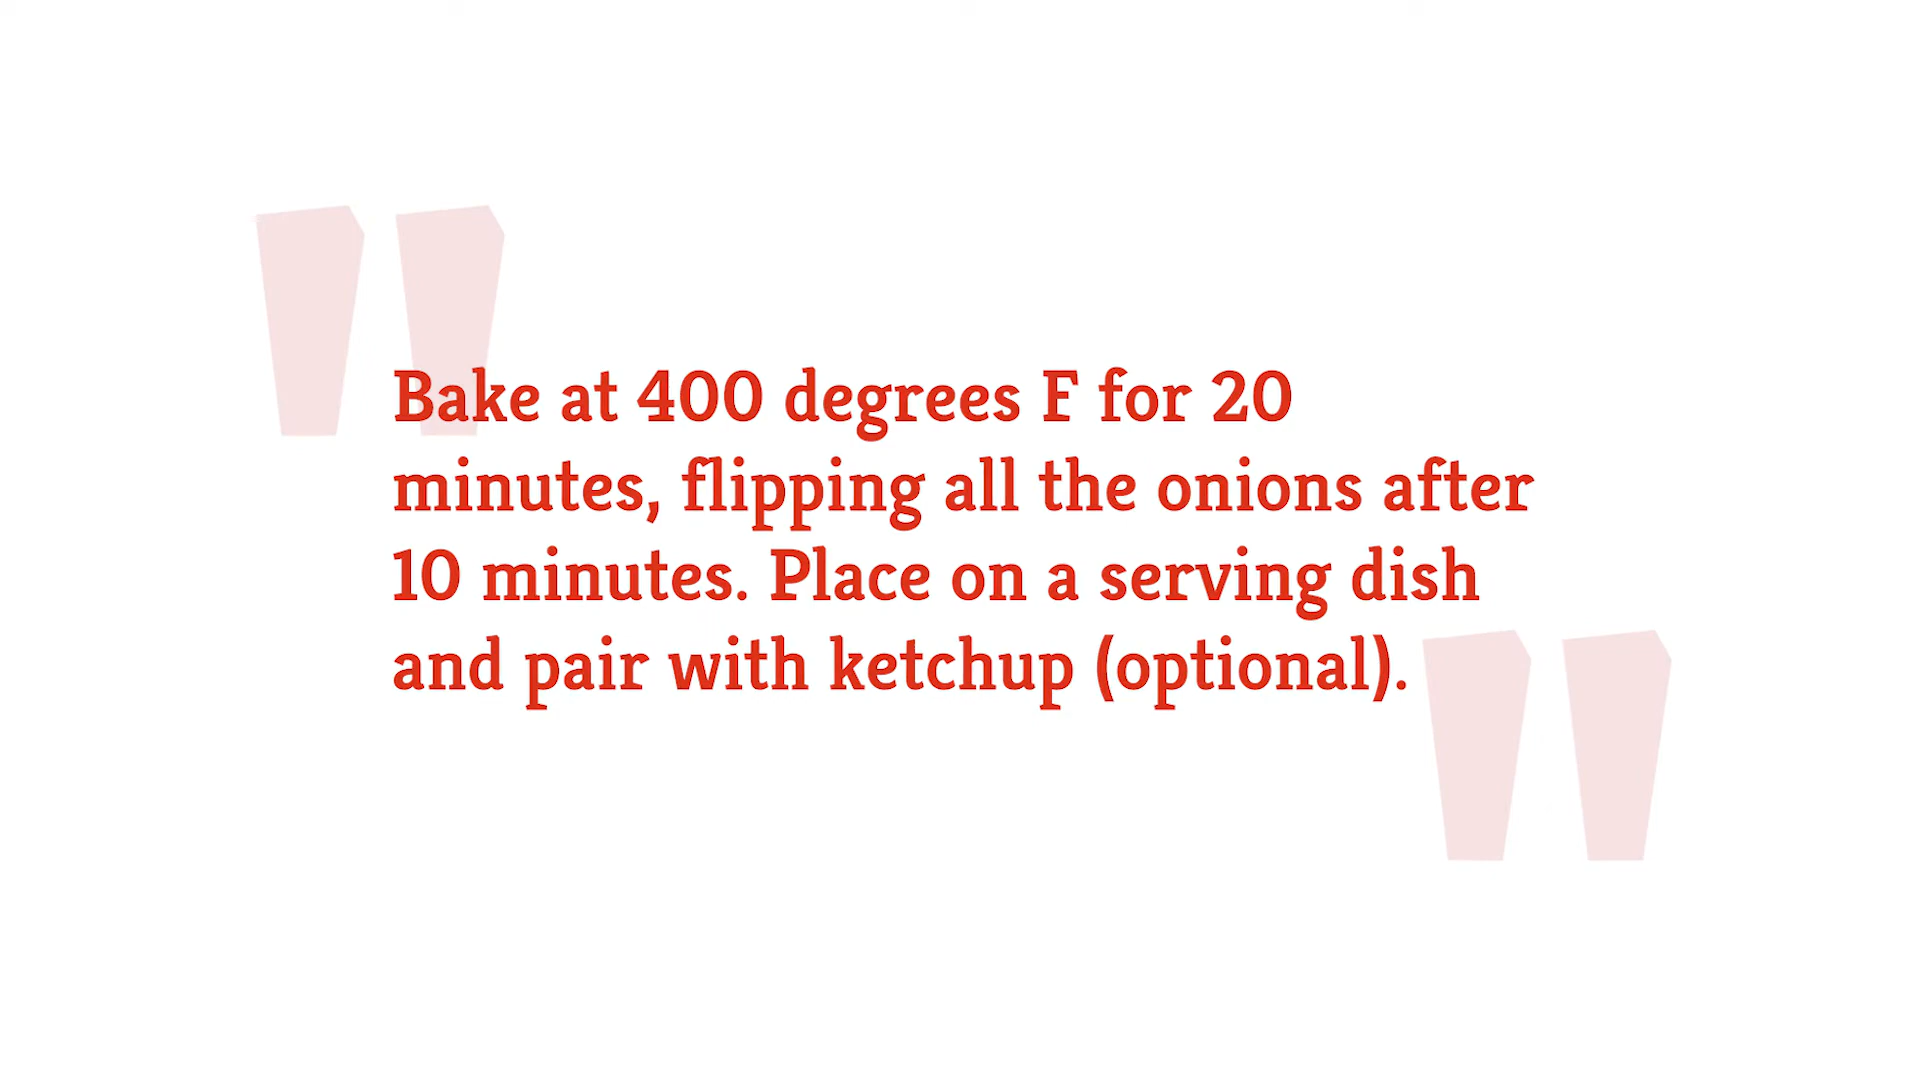 Bake at 400 degrees F for 20
minutes, flipping all the onions after
10 minutes. Place on a serving dish
and pair with ketchup (optional).